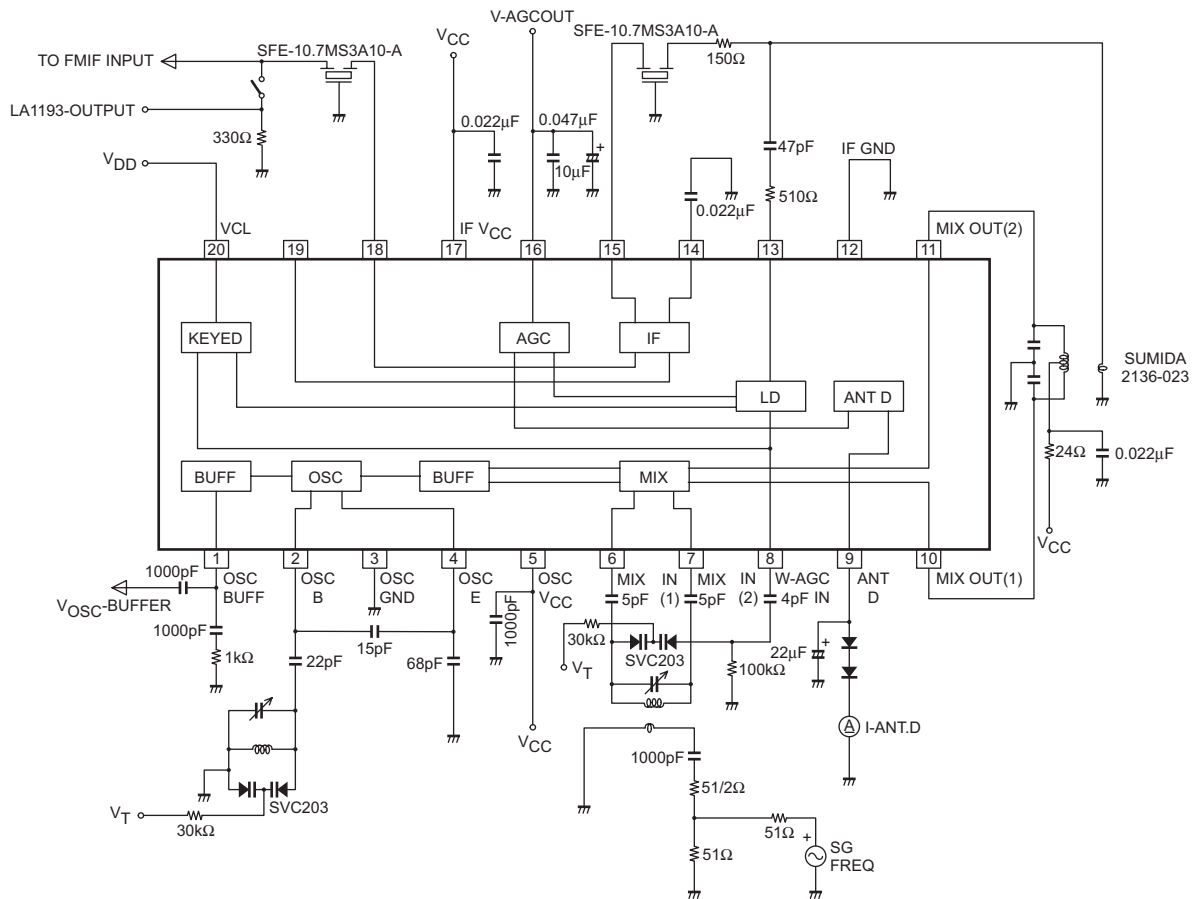 V-AGCOUT
SFE-10.7MS3A10-A
VCC
SFE-10.7MS3A10-A
150Ω
TO FMIF INPUT
LA1193-OUTPUT
330Ω
0.022μF
0.047μF
+
10μF
47pF
IF GND
VDD
510Ω
0.022μF
VCL
IF VCC
MIX OUT(2)
20
19
18
17
16
15
14
13
12
11
KEYED
AGC
IF
SUMIDA
2136-023
LD
ANT D
24Ω
0.022μF
BUFF
OSC
BUFF
MIX
VCC
1
2
3
4
5
6
7
8
9
10
OSC
BUFF
OSC
B
OSC
GND
OSC
E
OSC
VCC
MIX
5pF
IN
(1)
MIX
5pF
IN
(2)
W-AGC
IN
4pF
ANT
D
MIX OUT(1)
1000pF
VOSC-BUFFER
1000pF
1kΩ
22pF
15pF
68pF
1000pF
30kΩ
VT
SVC203
100kΩ
22μF
+
A
I-ANT.D
VCC
1000pF
51/2Ω
SVC203
VT
30kΩ
51Ω
51Ω
+
SG
FREQ